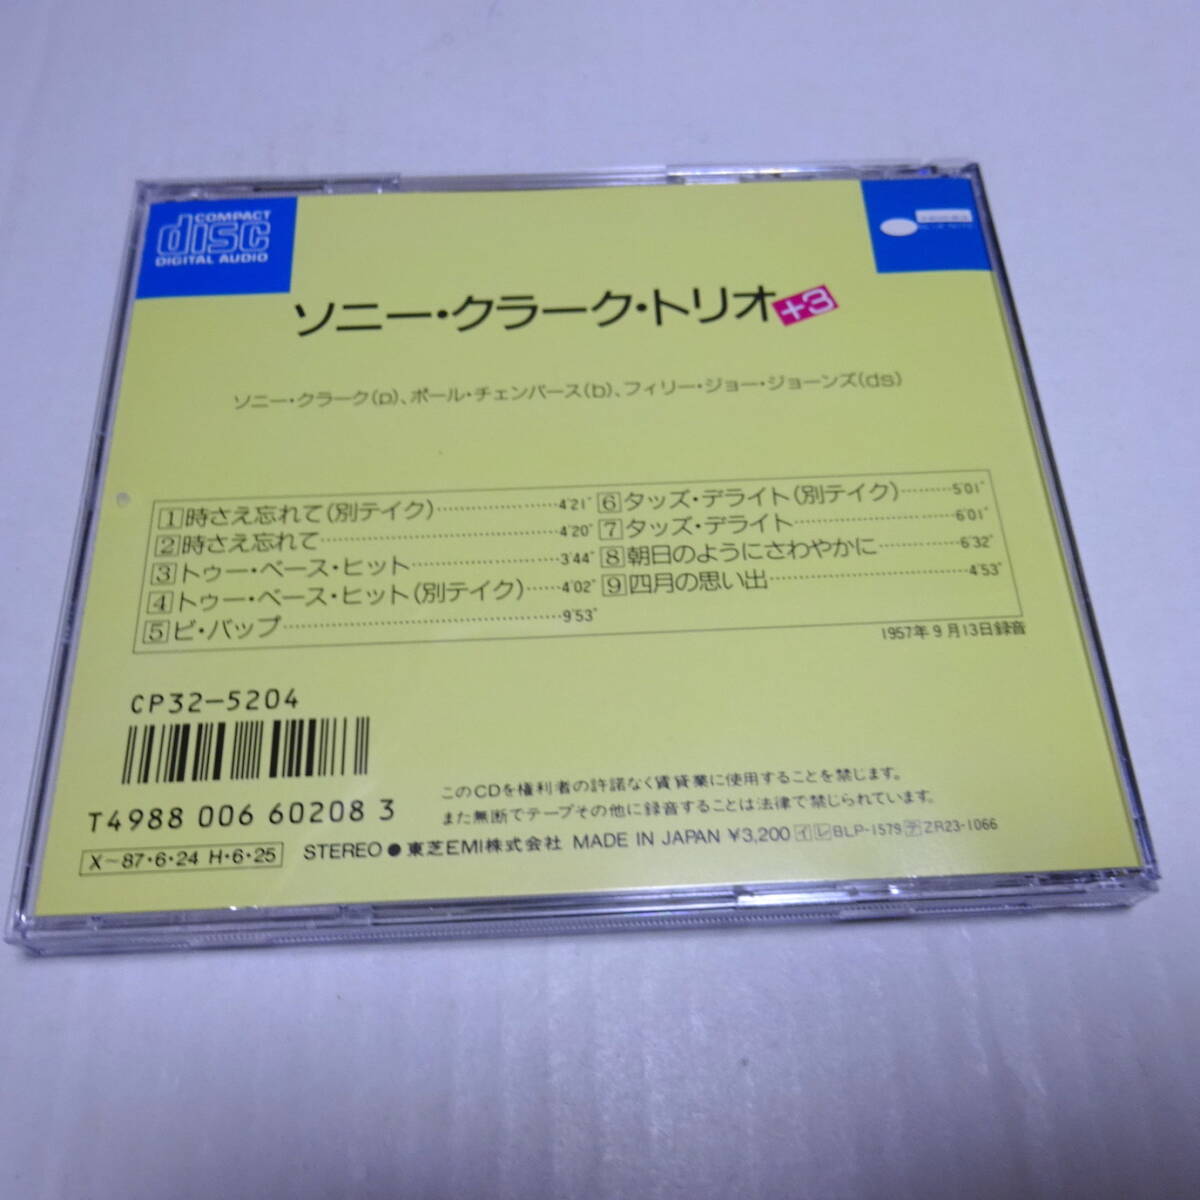 COMPACT
disc
DIGITAL AUDIO
BLUE NOTE
ソニー・クラーク・トリオ+3
ソニー・クラーク(p)、ポール・チェンバース(b)、フィリー・ジョー・ジョーンズ(ds)
1 時さえ忘れて(別テイク)…………4'21"
2 時さえ忘れて…………4'20"
3 トゥー・ベース・ヒット…………3'44"
4 トゥー・ベース・ヒット(別テイク)……4'02"
5 ビ・バップ…………9'53"
6 タッズ・デライト(別テイク)………5'01"
7 タッズ・デライト…………6'01"
8 朝日のようにさわやかに…………6'32"
9 四月の思い出…………4'53"
1957年9月13日録音
CP32-5204
T4988 006 60208 3
X-87・6・24 H・6・25
このCDを権利者の許諾なく賃貸業に使用することを禁じます。
また無断でテープその他に録音することは法律で禁じられています。
STEREO ● 東芝EMI株式会社 MADE IN JAPAN ¥3,200 イ レ BLP-1579 テ ZR23-1066